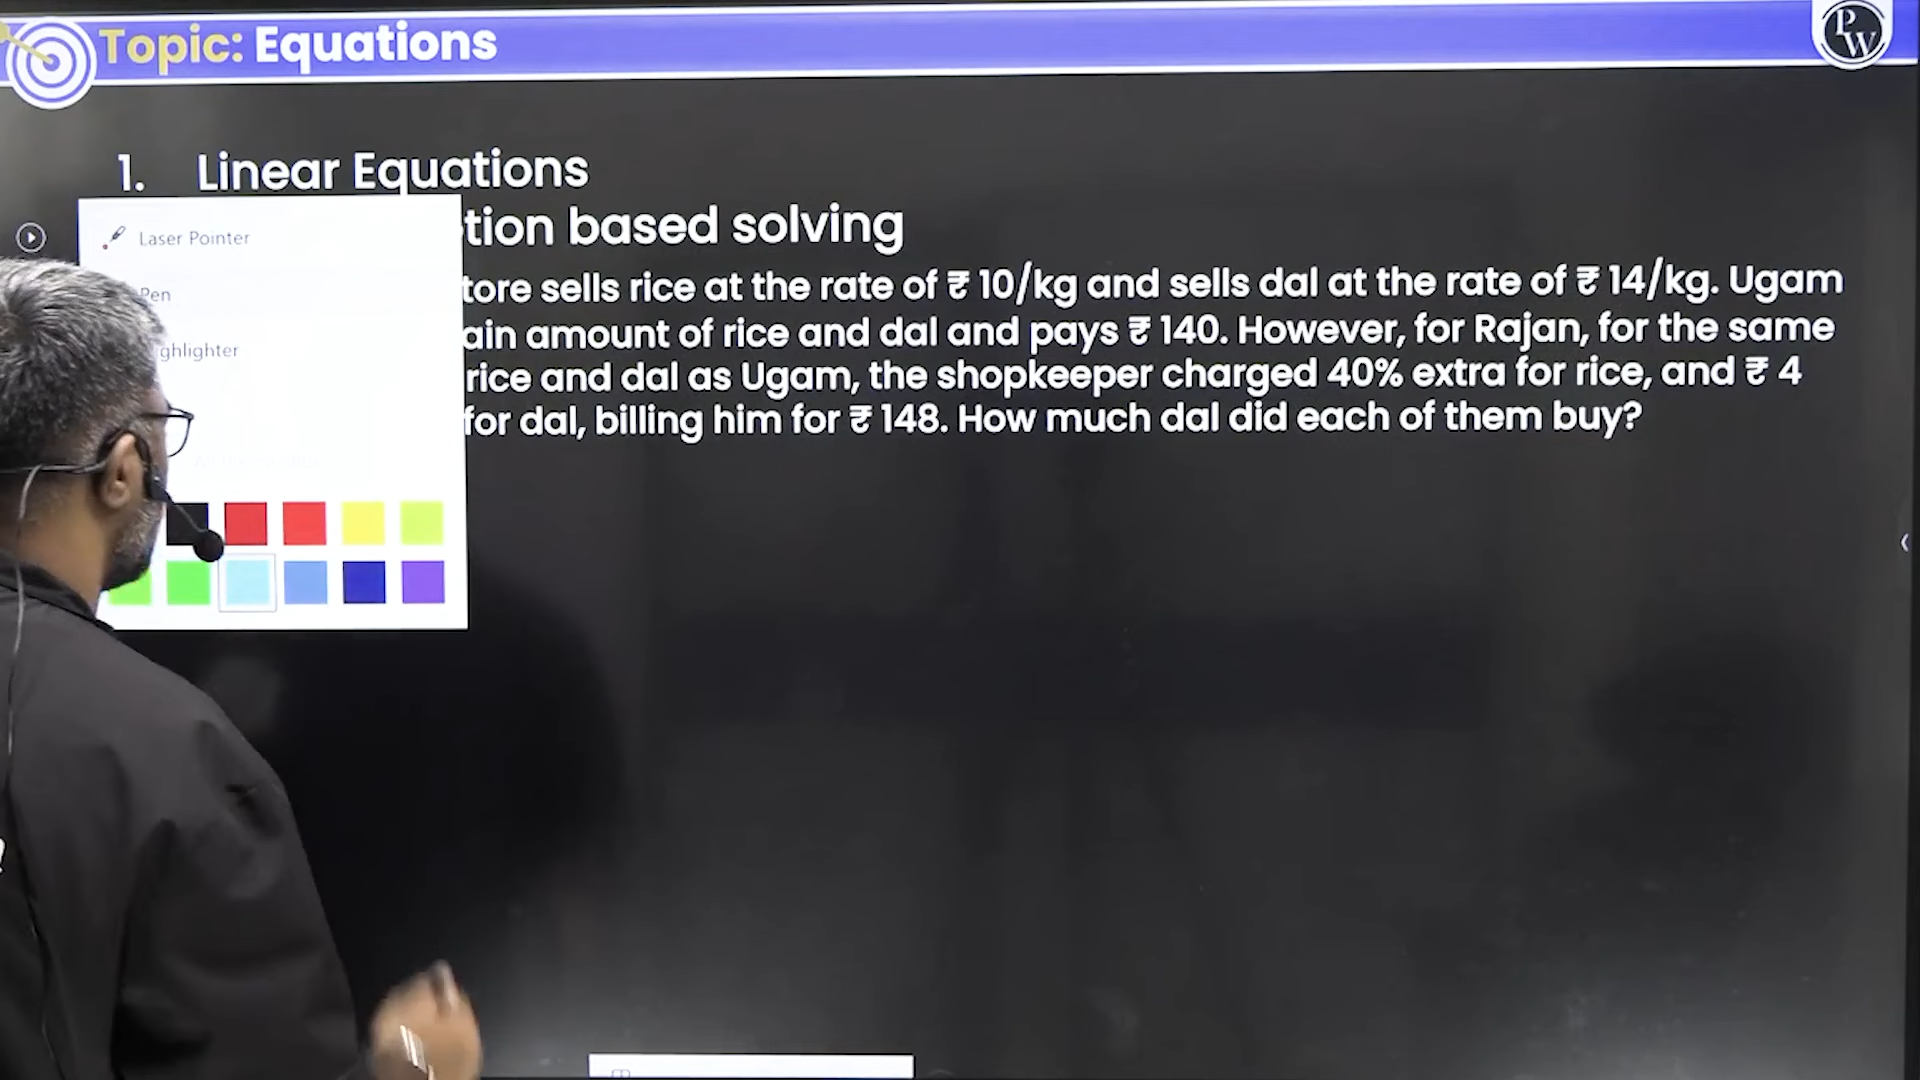 Topic: Equations
PW
1. Linear Equations
tion based solving
Laser Pointer
tore sells rice at the rate of ₹ 10/kg and sells dal at the rate of ₹ 14/kg. Ugam
Pen
ain amount of rice and dal and pays ₹ 140. However, for Rajan, for the same
ghlighter
rice and dal as Ugam, the shopkeeper charged 40% extra for rice, and ₹ 4
for dal, billing him for ₹ 148. How much dal did each of them buy?